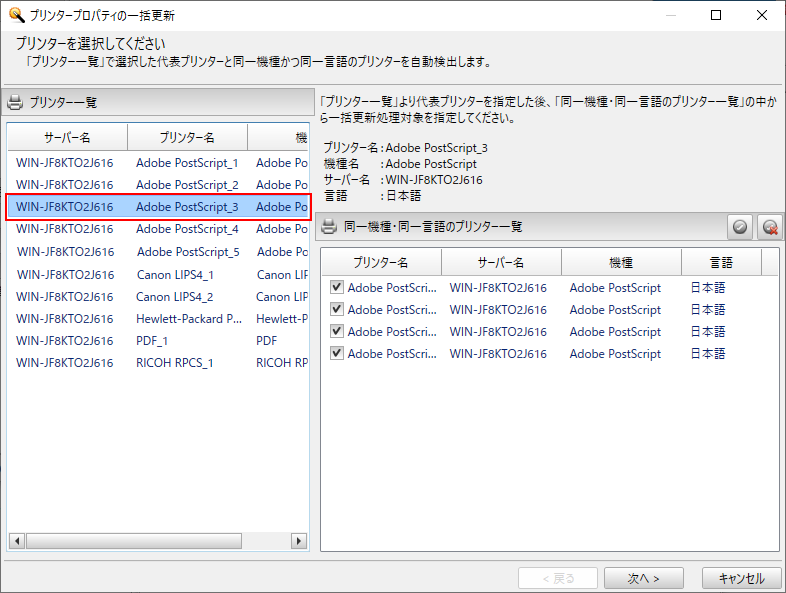 プリンタープロパティの一括更新
プリンターを選択してください
「プリンター一覧」で選択した代表プリンターと同一機種かつ同一言語のプリンターを自動検出します。
プリンター一覧
サーバー名 プリンター名 機
WIN-JF8KTO2J616 Adobe PostScript_1 Adobe Po
WIN-JF8KTO2J616 Adobe PostScript_2 Adobe Po
WIN-JF8KTO2J616 Adobe PostScript_3 Adobe Po
WIN-JF8KTO2J616 Adobe PostScript_4 Adobe Po
WIN-JF8KTO2J616 Adobe PostScript_5 Adobe Po
WIN-JF8KTO2J616 Canon LIPS4_1 Canon LI
WIN-JF8KTO2J616 Canon LIPS4_2 Canon LI
WIN-JF8KTO2J616 Hewlett-Packard P... Hewlett-P
WIN-JF8KTO2J616 PDF_1 PDF
WIN-JF8KTO2J616 RICOH RPCS_1 RICOH RP
「プリンター一覧」より代表プリンターを指定した後、「同一機種・同一言語のプリンター一覧」の中か
ら一括更新処理対象を指定してください。
プリンター名:Adobe PostScript_3
機種名 :Adobe PostScript
サーバー名 :WIN-JF8KTO2J616
言語 :日本語
同一機種・同一言語のプリンター一覧
プリンター名 サーバー名 機種 言語
Adobe PostScri... WIN-JF8KTO2J616 Adobe PostScript 日本語
Adobe PostScri... WIN-JF8KTO2J616 Adobe PostScript 日本語
Adobe PostScri... WIN-JF8KTO2J616 Adobe PostScript 日本語
Adobe PostScri... WIN-JF8KTO2J616 Adobe PostScript 日本語
< 戻る 次へ > キャンセル